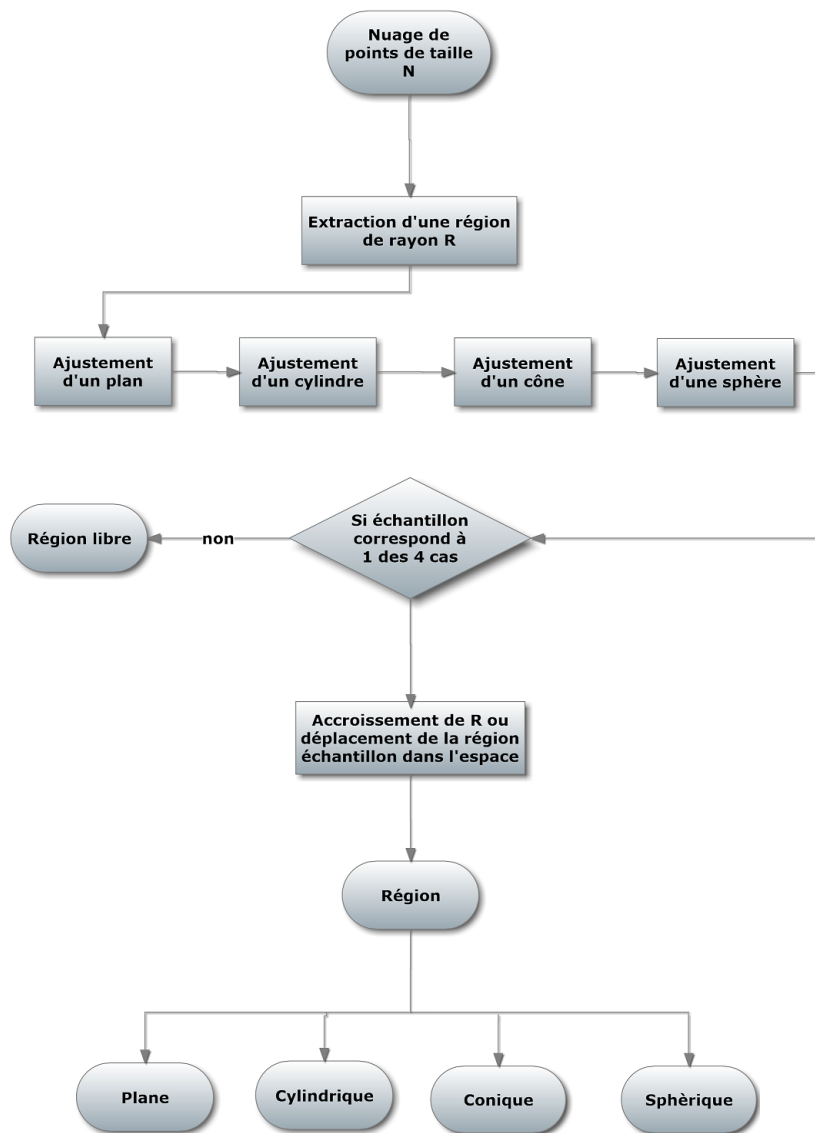 Nuage de
points de taille
N
Extraction d'une région
de rayon R
Ajustement
d'un plan
Ajustement
d'un cylindre
Ajustement
d'un cône
Ajustement
d'une sphère
Si échantillon
correspond à
1 des 4 cas
non
Région libre
Accroissement de R ou
déplacement de la région
échantillon dans l'espace
Région
Plane
Cylindrique
Conique
Sphèrique